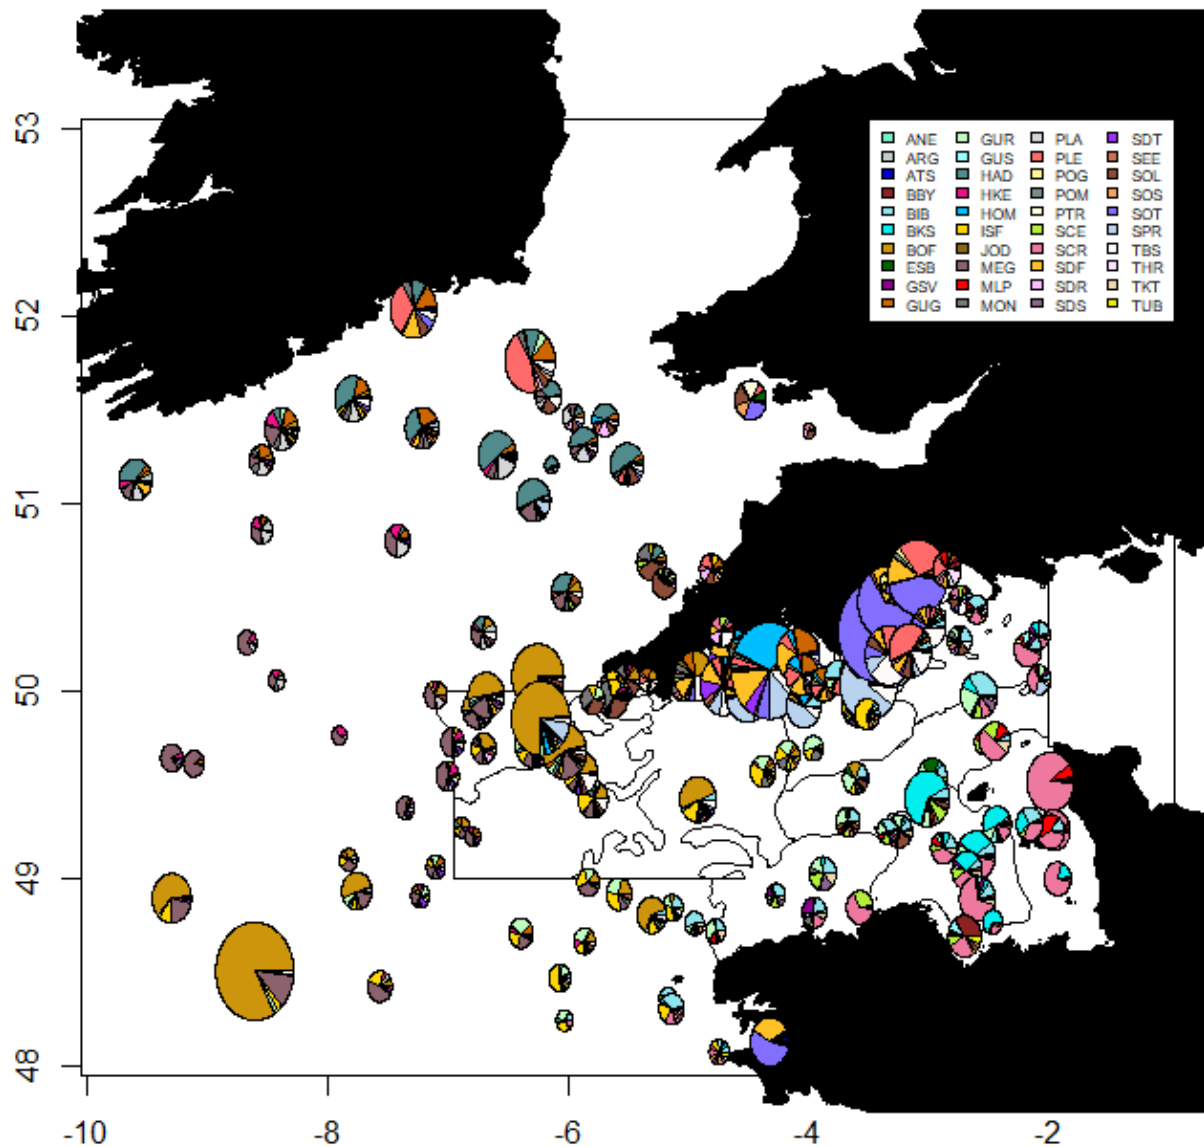 53
52
51
50
49
48
ANE GUR PLA SDT
ARG GUS PLE SEE
ATS HAD POG SOL
BBY HKE POM SOS
BIB HOM PTR SOT
BKS ISF SCE SPR
BOF JOD SCR TBS
ESB MEG SDF THR
GSV MLP SDR TKT
GUG MON SDS TUB
-10 -8 -6 -4 -2